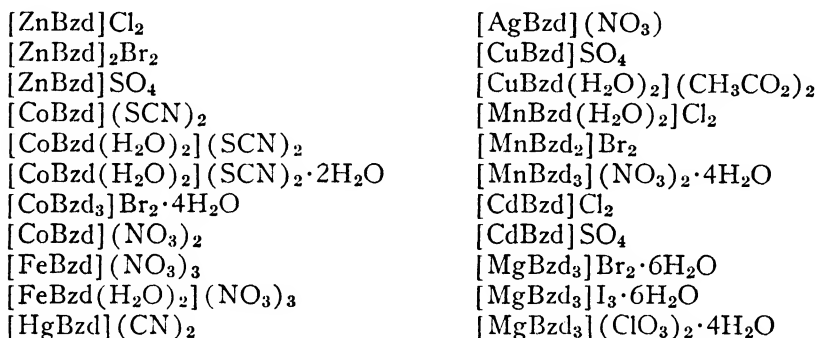 [ZnBzd]Cl₂
[ZnBzd]₂Br₂
[ZnBzd]SO₄
[CoBzd](SCN)₂
[CoBzd(H₂O)₂](SCN)₂
[CoBzd(H₂O)₂](SCN)₂·2H₂O
[CoBzd₃]Br₂·4H₂O
[CoBzd](NO₃)₂
[FeBzd](NO₃)₃
[FeBzd(H₂O)₂](NO₃)₃
[HgBzd](CN)₂
[AgBzd](NO₃)
[CuBzd]SO₄
[CuBzd(H₂O)₂](CH₃CO₂)₂
[MnBzd(H₂O)₂]Cl₂
[MnBzd₂]Br₂
[MnBzd₃](NO₃)₂·4H₂O
[CdBzd]Cl₂
[CdBzd]SO₄
[MgBzd₃]Br₂·6H₂O
[MgBzd₃]I₃·6H₂O
[MgBzd₃](ClO₃)₂·4H₂O